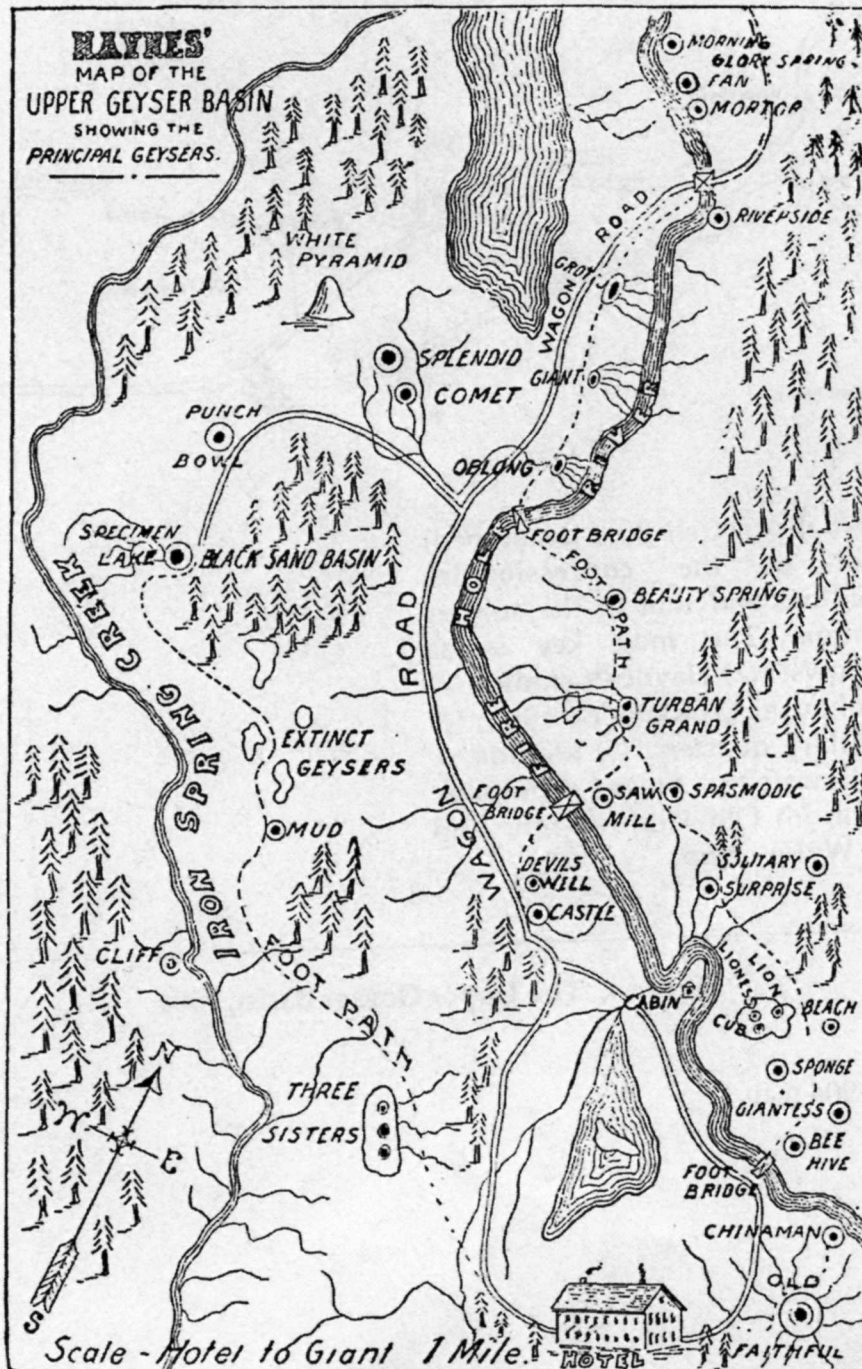 HAYNES'
MAP OF THE
UPPER GEYSER BASIN
SHOWING THE
PRINCIPAL GEYSERS.
MORNING
GLORY SPRING
FAN
MORTOR
RIVERSIDE
WAGON ROAD
WHITE
PYRAMID
GROT
SPLENDID
COMET
GIANT
PUNCH
BOWL
OBLONG
FIREHOLE RIVER
FOOT BRIDGE
SPECIMEN
LAKE
BLACK SAND BASIN
FOOT PATH
BEAUTY SPRING
IRON SPRING CREEK
WAGON ROAD
TURBAN
GRAND
EXTINCT
GEYSERS
FOOT
BRIDGE
SAW
MILL
SPASMODIC
MUD
DEVILS
WELL
SOLITARY
SURPRISE
CASTLE
CLIFF
FOOT PATH
LIONESS
LION
CUB
CABIN
BEACH
SPONGE
THREE
SISTERS
GIANTESS
BEE
HIVE
FOOT
BRIDGE
N
W
E
S
CHINAMAN
OLD
FAITHFUL
HOTEL
Scale - Hotel to Giant 1 Mile.